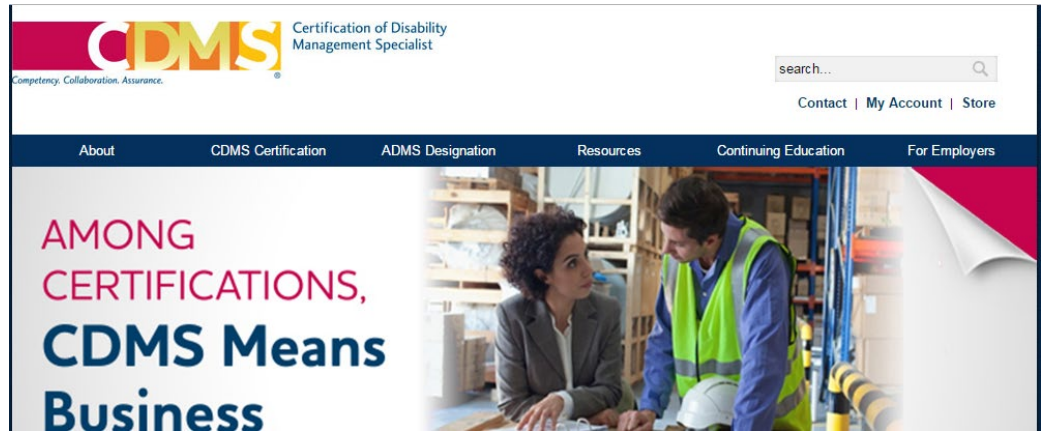 CDMS®
Certification of Disability
Management Specialist
Competency. Collaboration. Assurance.
search...
Contact | My Account | Store
About CDMS Certification ADMS Designation Resources Continuing Education For Employers
AMONG
CERTIFICATIONS,
CDMS Means
Business